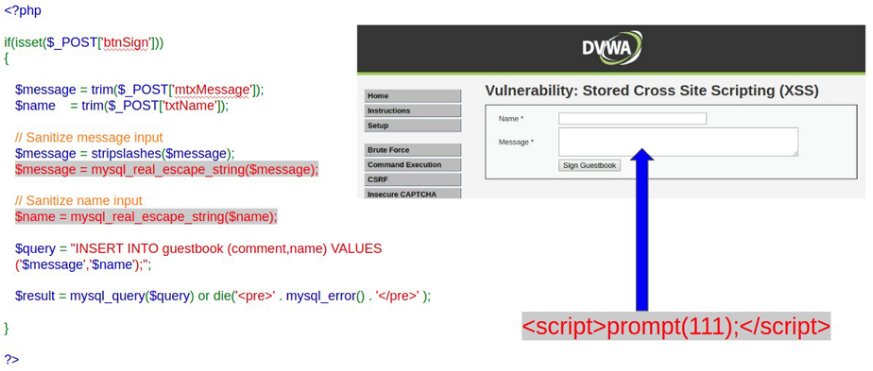 <?php
if(isset($_POST['btnSign']))
{
$message = trim($_POST['mtxMessage']);
$name = trim($_POST['txtName']);
// Sanitize message input
$message = stripslashes($message);
$message = mysql_real_escape_string($message);
// Sanitize name input
$name = mysql_real_escape_string($name);
$query = "INSERT INTO guestbook (comment,name) VALUES
('$message','$name');";
$result = mysql_query($query) or die('<pre>' . mysql_error() . '</pre>' );
}
?>
DVWA
Home
Instructions
Setup
Brute Force
Command Execution
CSRF
Insecure CAPTCHA
Vulnerability: Stored Cross Site Scripting (XSS)
Name *
Message *
Sign Guestbook
<script>prompt(111);</script>